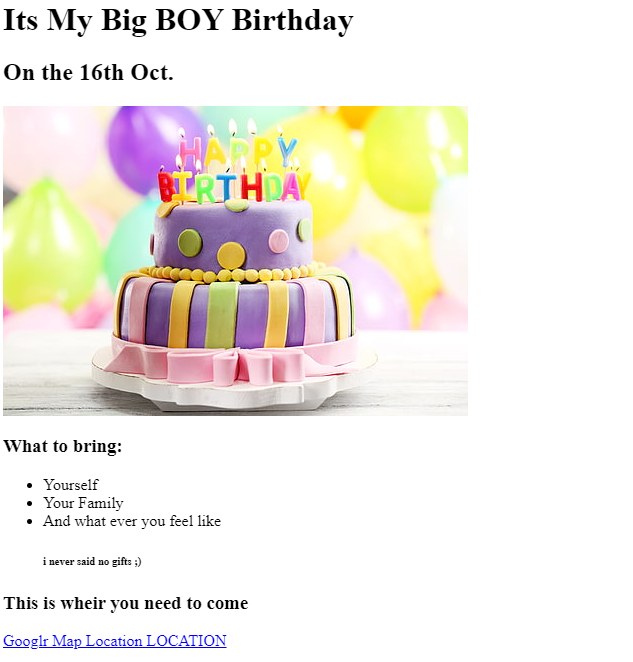 Its My Big BOY Birthday
On the 16th Oct.
HAPPY
BIRTHDAY
What to bring:
Yourself
Your Family
And what ever you feel like
i never said no gifts ;)
This is wheir you need to come
Googlr Map Location LOCATION